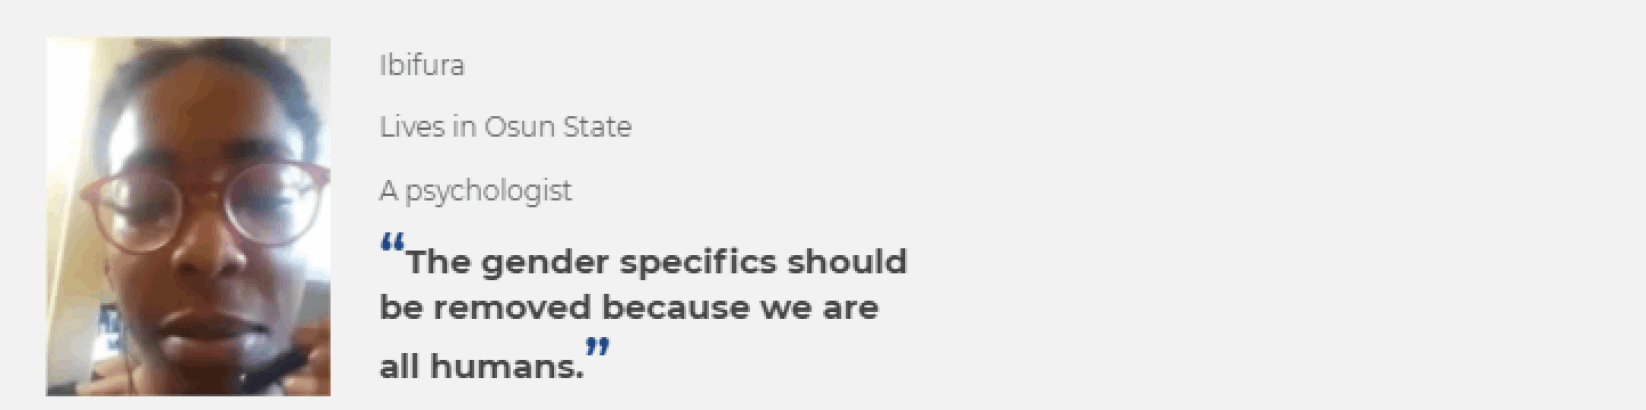 Ibifura
Lives in Osun State
A psychologist
“The gender specifics should
be removed because we are
all humans.”